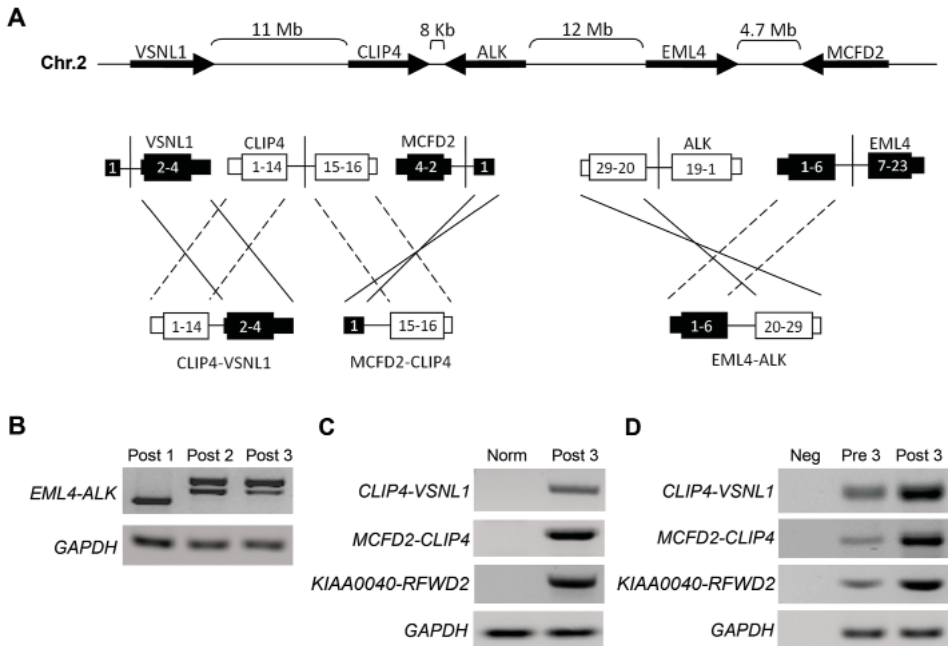 A
11 Mb 8 Kb 12 Mb 4.7 Mb
Chr.2 VSNL1 CLIP4 ALK EML4 MCFD2
VSNL1 CLIP4 MCFD2 ALK EML4
1 2-4 1-14 15-16 4-2 1 29-20 19-1 1-6 7-23
1-14 2-4 1 15-16 1-6 20-29
CLIP4-VSNL1 MCFD2-CLIP4 EML4-ALK
B
Post 1 Post 2 Post 3
EML4-ALK
GAPDH
C
Norm Post 3
CLIP4-VSNL1
MCFD2-CLIP4
KIAA0040-RFWD2
GAPDH
D
Neg Pre 3 Post 3
CLIP4-VSNL1
MCFD2-CLIP4
KIAA0040-RFWD2
GAPDH